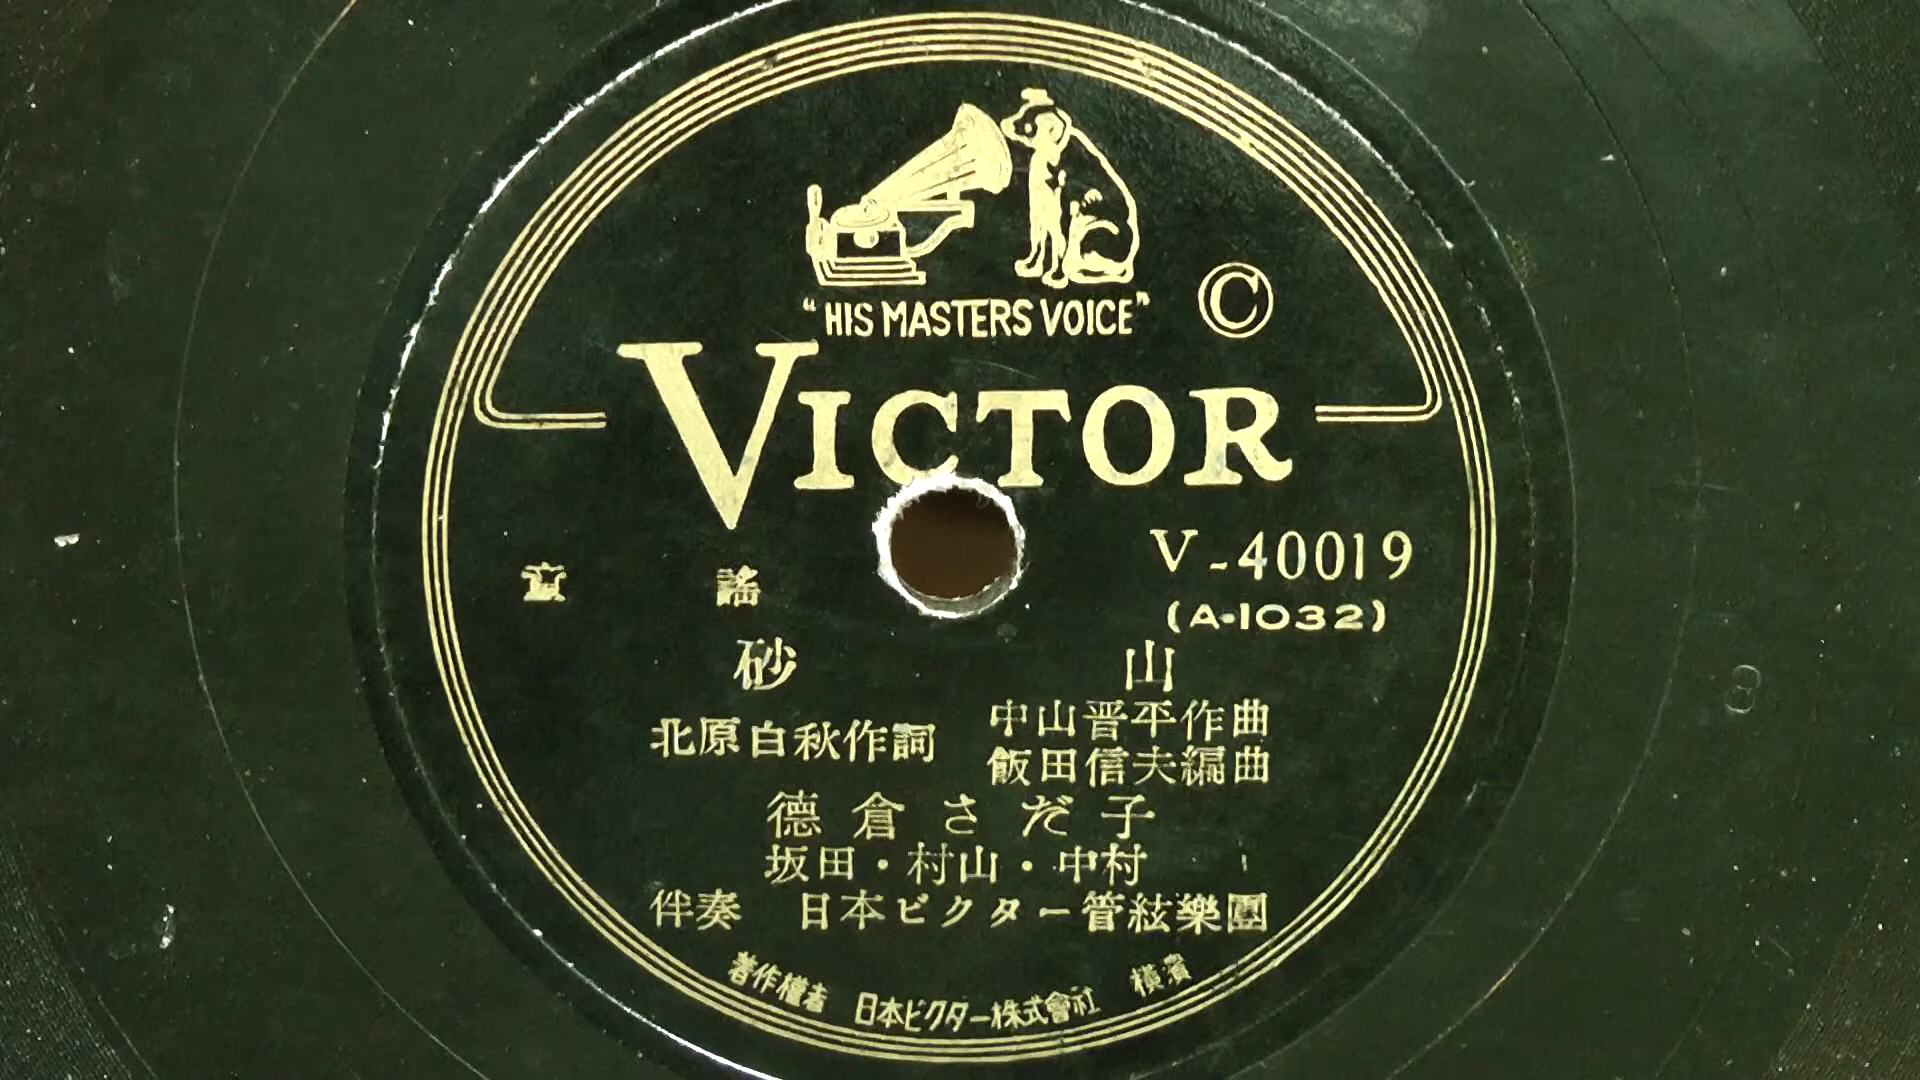 "HIS MASTERS VOICE" ©
VICTOR
V-40019
(A-1032)
童謠
砂山
北原白秋作詞
中山晋平作曲
飯田信夫編曲
德倉さだ子
坂田・村山・中村
伴奏 日本ビクター管絃樂團
著作權者 日本ビクター株式會社 橫濱